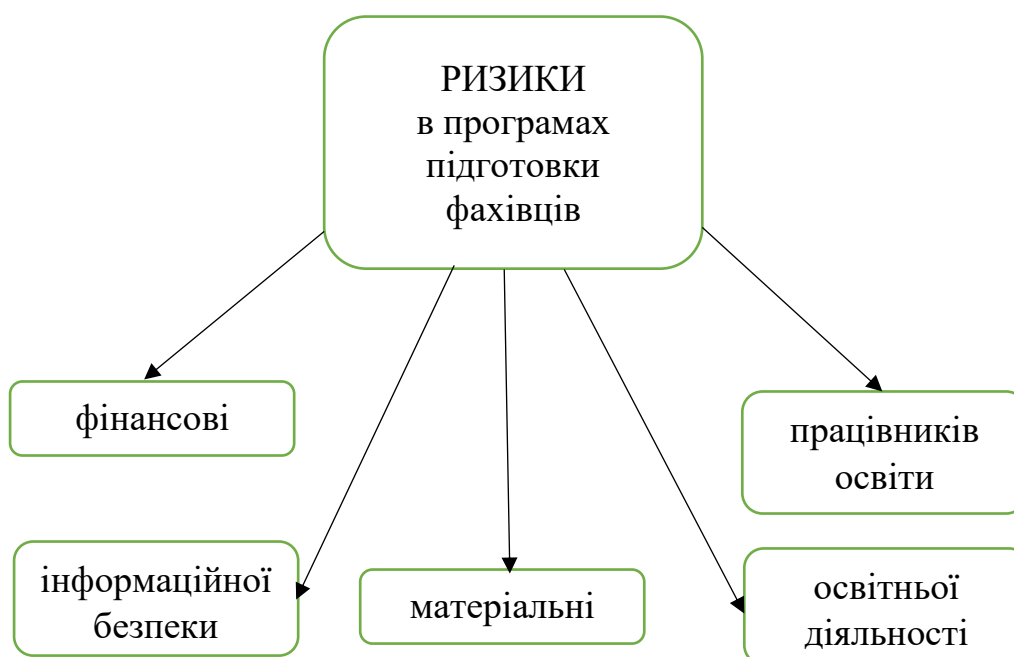 РИЗИКИ
в програмах
підготовки
фахівців
фінансові
працівників
освіти
інформаційної
безпеки
матеріальні
освітньої
діяльності